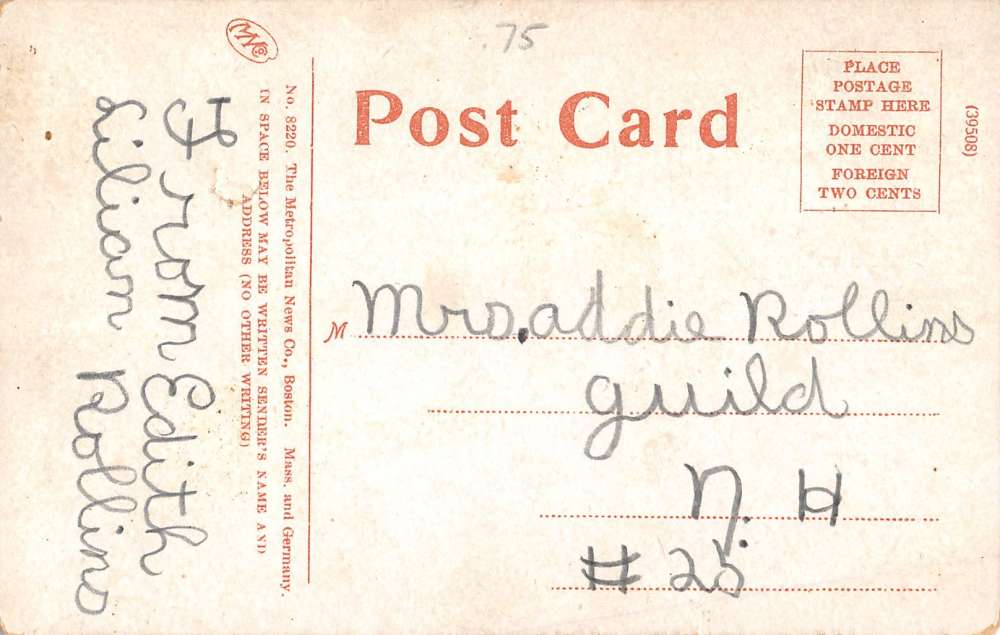 .75
MNCo
Post Card
PLACE
POSTAGE
STAMP HERE
DOMESTIC
ONE CENT
FOREIGN
TWO CENTS
(39508)
No. 8220. The Metropolitan News Co., Boston. Mass. and Germany.
IN SPACE BELOW MAY BE WRITTEN SENDER'S NAME AND
ADDRESS (NO OTHER WRITING)
From Edith
Lilian Rollins
M Mrs. addie Rollins
guild
N. H
# 25